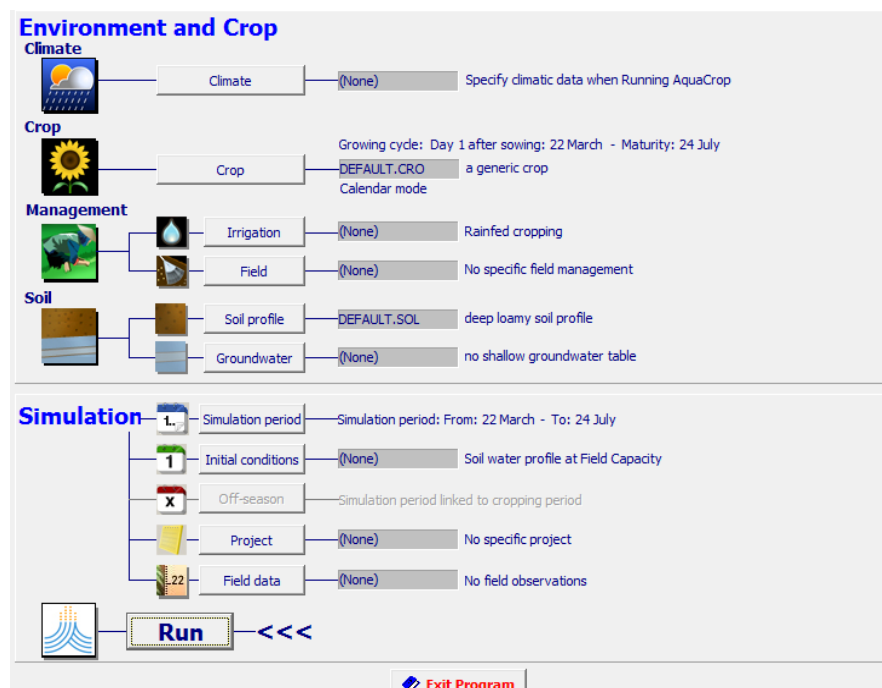 Environment and Crop
Climate
Climate (None) Specify climatic data when Running AquaCrop
Crop
Growing cycle: Day 1 after sowing: 22 March - Maturity: 24 July
Crop DEFAULT.CRO a generic crop
Calendar mode
Management
Irrigation (None) Rainfed cropping
Field (None) No specific field management
Soil
Soil profile DEFAULT.SOL deep loamy soil profile
Groundwater (None) no shallow groundwater table
Simulation 1.. Simulation period Simulation period: From: 22 March - To: 24 July
1 Initial conditions (None) Soil water profile at Field Capacity
X Off-season Simulation period linked to cropping period
Project (None) No specific project
.22 Field data (None) No field observations
Run <<<
Exit Program